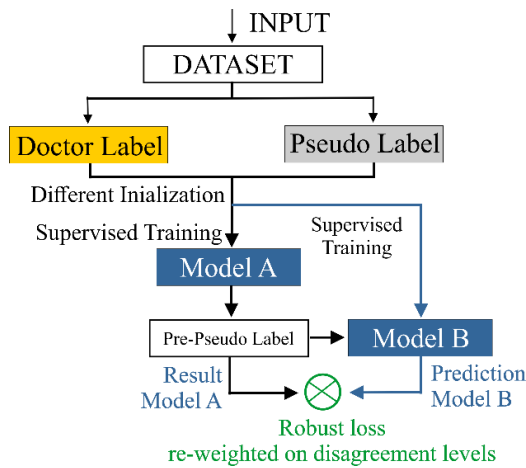 INPUT
DATASET
Doctor Label
Pseudo Label
Different Inialization
Supervised Training
Supervised
Training
Model A
Pre-Pseudo Label
Model B
Result
Model A
Prediction
Model B
Robust loss
re-weighted on disagreement levels